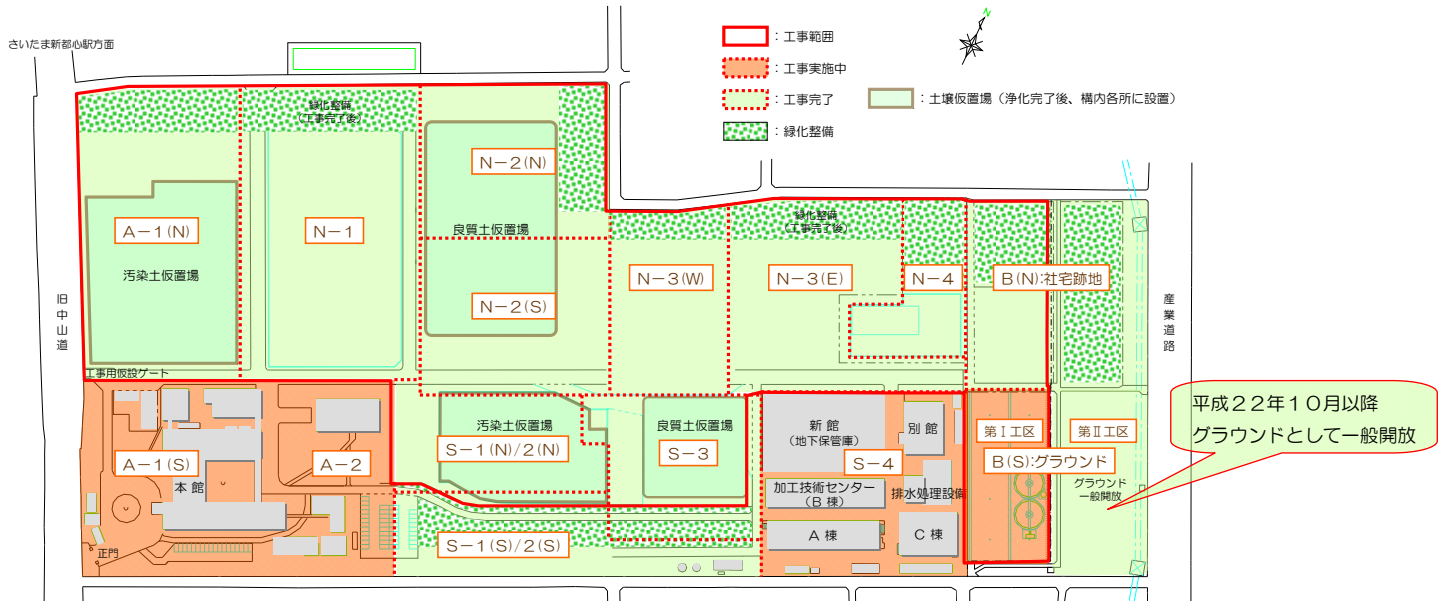 さいたま新都心駅方面
N
：工事範囲
：工事実施中
：工事完了
：土壌仮置場（浄化完了後、構内各所に設置）
：緑化整備
緑化整備
（工事完了後）
N－2(N)
A－1(N)
N－1
良質土仮置場
緑化整備
（工事完了後）
汚染土仮置場
N－3(W)
N－3(E)
N－4
B(N):社宅跡地
N－2(S)
旧中山道
産業道路
工事用仮設ゲート
平成２２年１０月以降
グラウンドとして一般開放
汚染土仮置場
良質土仮置場
新館
（地下保管庫）
別館
第Ⅰ工区
第Ⅱ工区
S－1(N)/2(N)
S－3
A－1(S)
A－2
S－4
B(S):グラウンド
本館
加工技術センター
（B棟）
排水処理設備
グラウンド
一般開放
正門
S－1(S)/2(S)
A棟
C棟